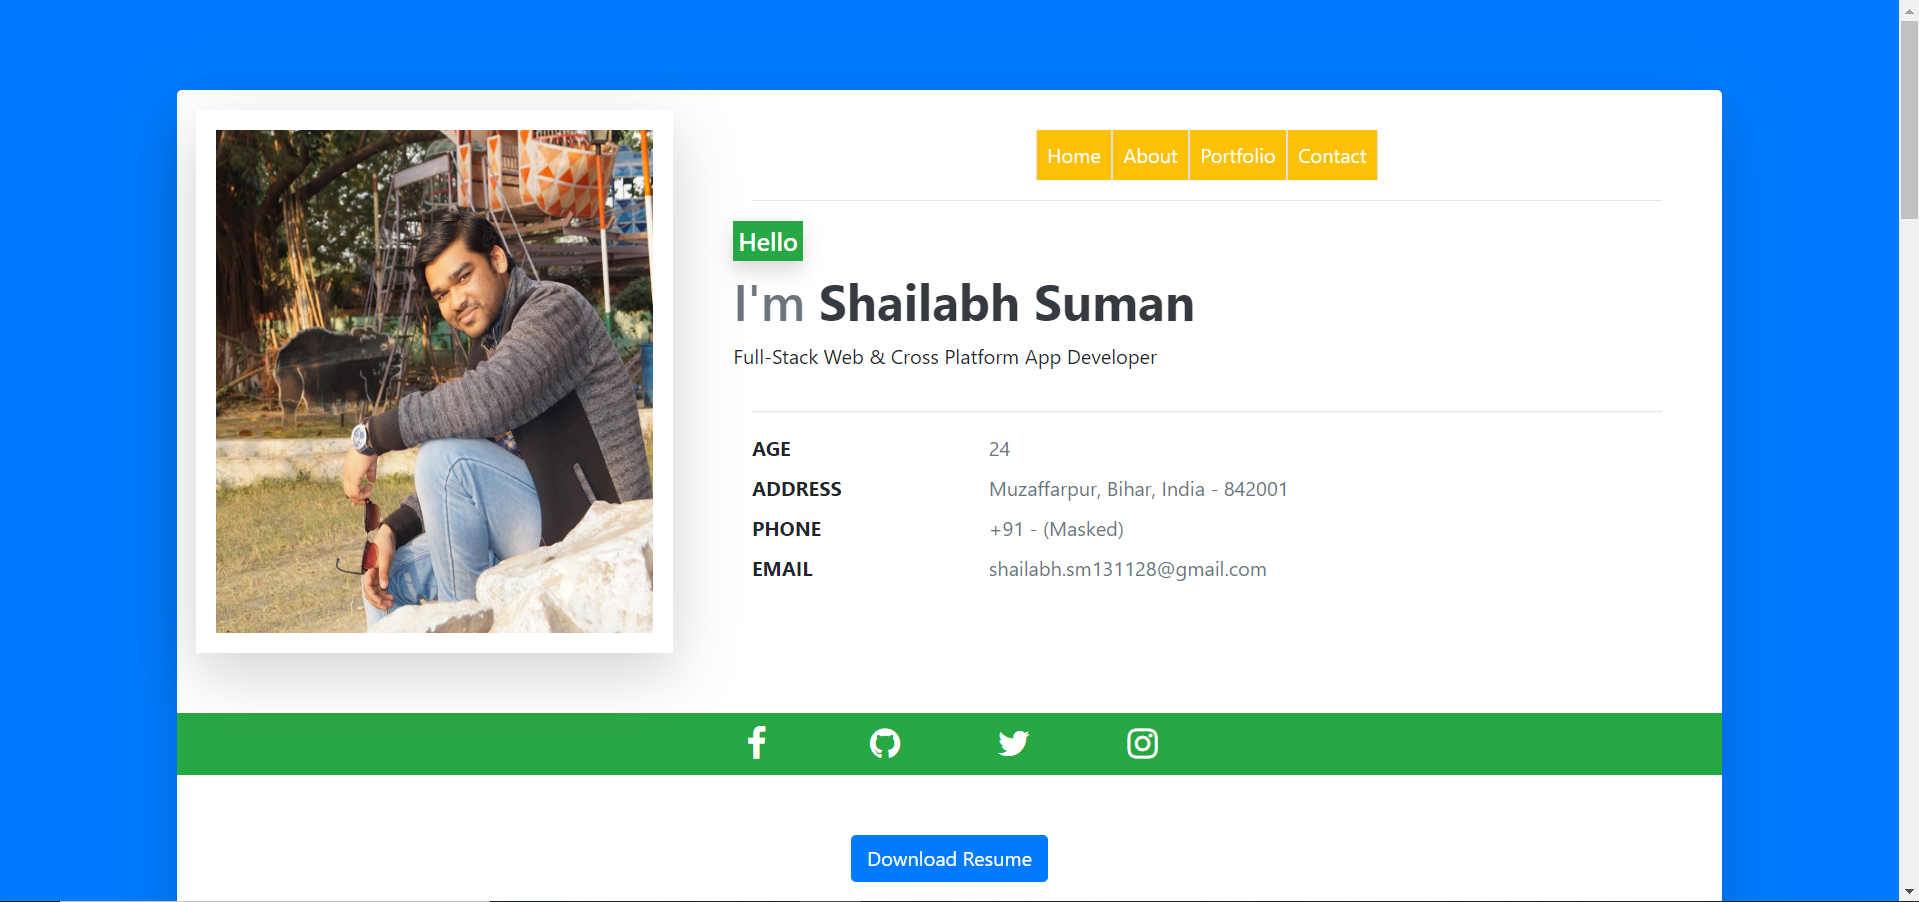 Home About Portfolio Contact
Hello
I'm Shailabh Suman
Full-Stack Web & Cross Platform App Developer
AGE 24
ADDRESS Muzaffarpur, Bihar, India - 842001
PHONE +91 - (Masked)
EMAIL shailabh.sm131128@gmail.com
Download Resume